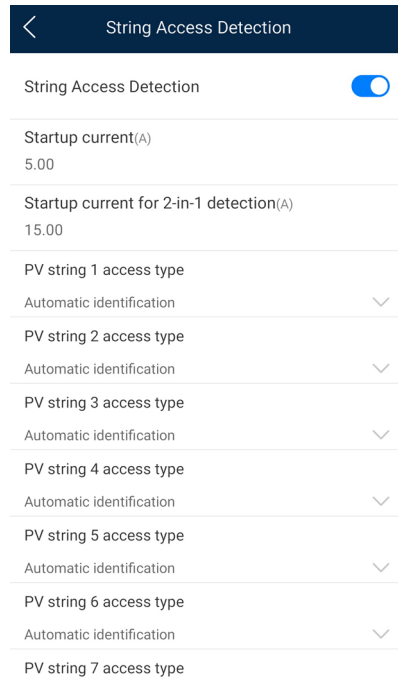 String Access Detection
String Access Detection
Startup current(A)
5.00
Startup current for 2-in-1 detection(A)
15.00
PV string 1 access type
Automatic identification
PV string 2 access type
Automatic identification
PV string 3 access type
Automatic identification
PV string 4 access type
Automatic identification
PV string 5 access type
Automatic identification
PV string 6 access type
Automatic identification
PV string 7 access type